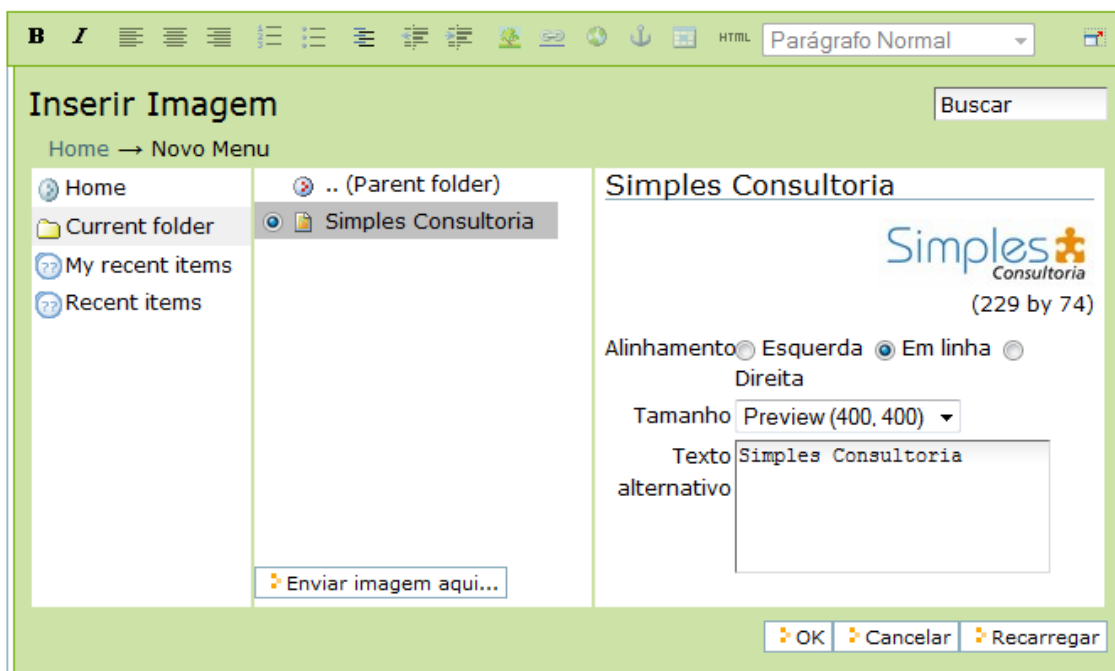 B I HTML Parágrafo Normal
Inserir Imagem
Buscar
Home → Novo Menu
Home
Current folder
?? My recent items
?? Recent items
.. (Parent folder)
Simples Consultoria
Enviar imagem aqui...
Simples Consultoria
Simples
Consultoria
(229 by 74)
Alinhamento Esquerda Em linha
Direita
Tamanho Preview (400, 400)
Texto
alternativo
Simples Consultoria
OK Cancelar Recarregar